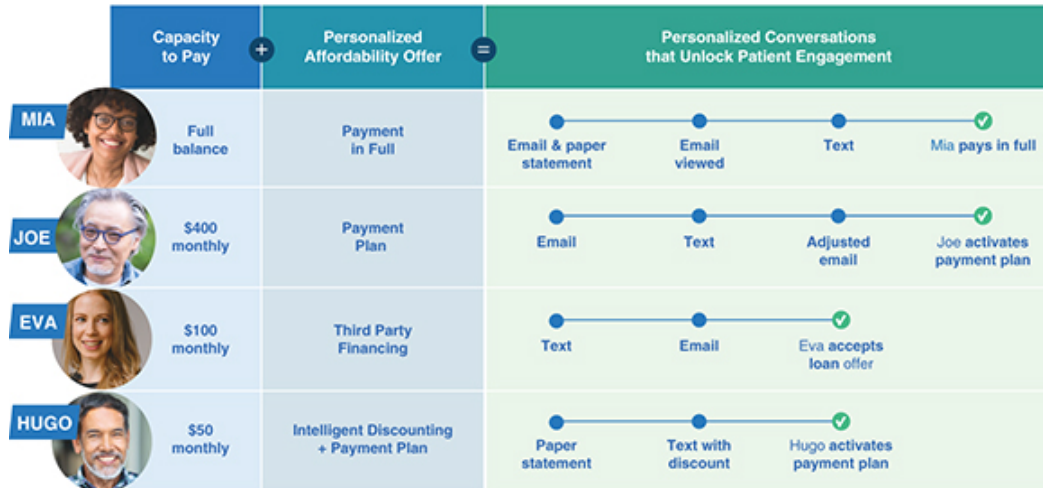 Capacity
to Pay
+
Personalized
Affordability Offer
=
Personalized Conversations
that Unlock Patient Engagement
MIA
Full
balance
Payment
in Full
Email & paper
statement
Email
viewed
Text
Mia pays in full
JOE
$400
monthly
Payment
Plan
Email
Text
Adjusted
email
Joe activates
payment plan
EVA
$100
monthly
Third Party
Financing
Text
Email
Eva accepts
loan offer
HUGO
$50
monthly
Intelligent Discounting
+ Payment Plan
Paper
statement
Text with
discount
Hugo activates
payment plan